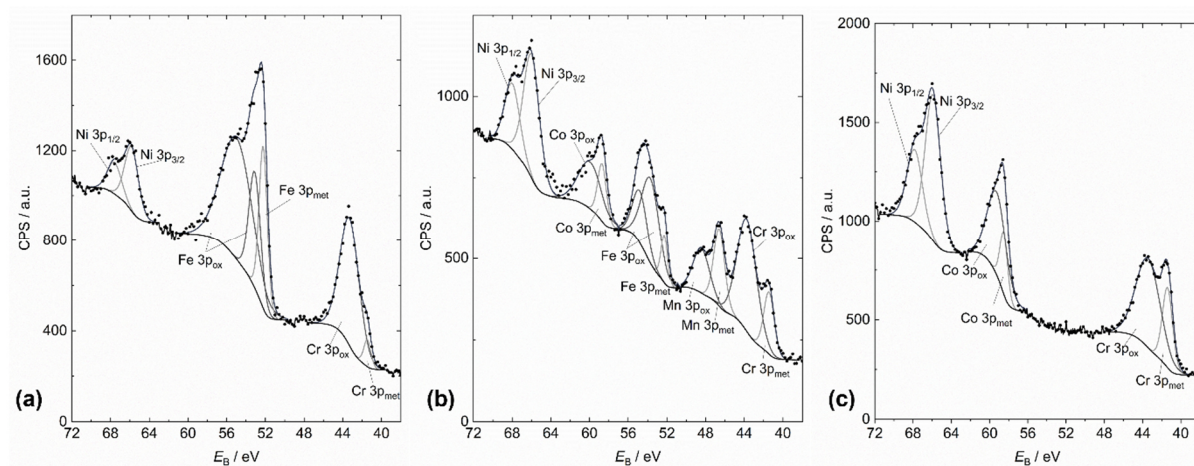 1600
1200
800
400
0
CPS / a.u.
Ni 3p1/2
Ni 3p3/2
Fe 3pmet
Fe 3pox
Cr 3pox
Cr 3pmet
(a)
72 68 64 60 56 52 48 44 40
EB / eV
1000
500
0
CPS / a.u.
Ni 3p1/2
Ni 3p3/2
Co 3pox
Co 3pmet
Fe 3pox
Fe 3pmet
Mn 3pox
Mn 3pmet
Cr 3pox
Cr 3pmet
(b)
72 68 64 60 56 52 48 44 40
EB / eV
2000
1500
1000
500
0
CPS / a.u.
Ni 3p1/2
Ni 3p3/2
Co 3pox
Co 3pmet
Cr 3pox
Cr 3pmet
(c)
72 68 64 60 56 52 48 44 40
EB / eV